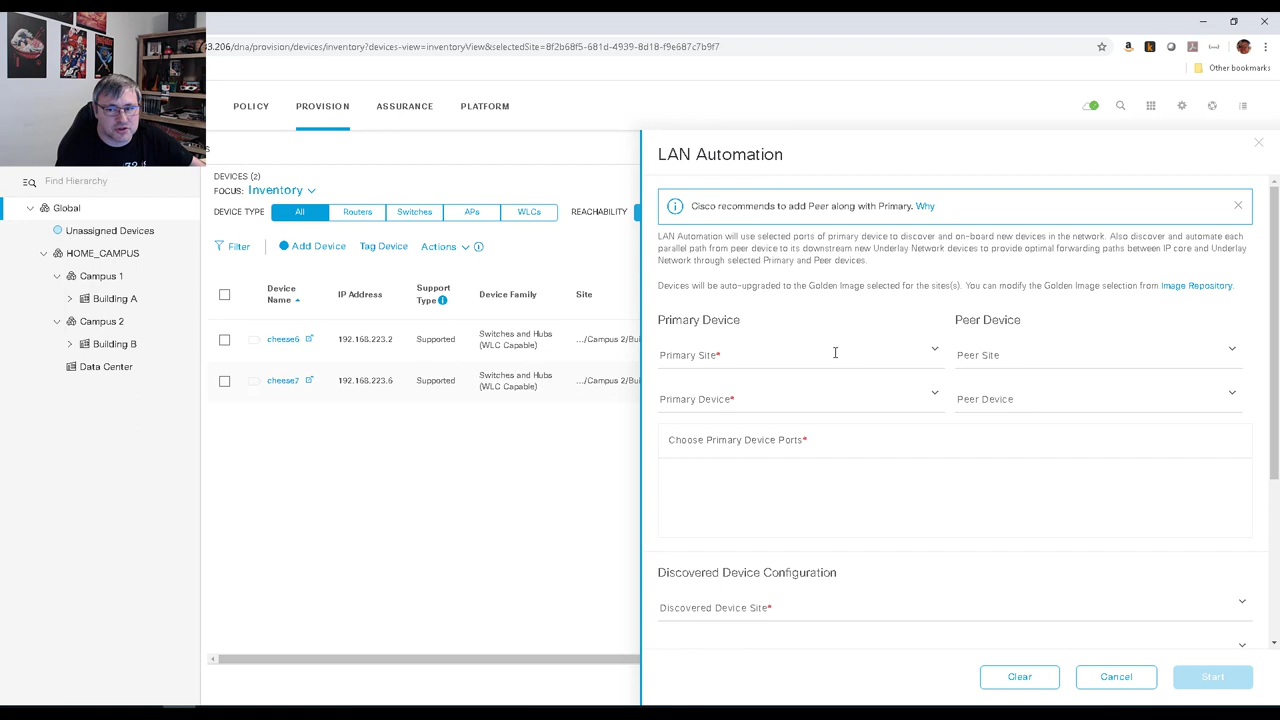 3.206/dna/provision/devices/inventory?devices-view=inventoryView&selectedSite=8f2b68f5-681d-4939-8d18-f9e687c7b9f7
Other bookmarks
POLICY
PROVISION
ASSURANCE
PLATFORM
Find Hierarchy
Global
Unassigned Devices
HOME_CAMPUS
Campus 1
Building A
Campus 2
Building B
Data Center
DEVICES (2)
FOCUS: Inventory
DEVICE TYPE All Routers Switches APs WLCs REACHABILITY
Filter Add Device Tag Device Actions
Device Name IP Address Support Type Device Family Site
cheese6 192.168.223.2 Supported Switches and Hubs (WLC Capable) .../Campus 2/Bui
cheese7 192.168.223.6 Supported Switches and Hubs (WLC Capable) .../Campus 2/Bui
LAN Automation
Cisco recommends to add Peer along with Primary. Why
LAN Automation will use selected ports of primary device to discover and on-board new devices in the network. Also discover and automate each
parallel path from peer device to its downstream new Underlay Network devices to provide optimal forwarding paths between IP core and Underlay
Network through selected Primary and Peer devices.
Devices will be auto-upgraded to the Golden Image selected for the sites(s). You can modify the Golden Image selection from Image Repository.
Primary Device
Peer Device
Primary Site*
Peer Site
Primary Device*
Peer Device
Choose Primary Device Ports*
Discovered Device Configuration
Discovered Device Site*
Clear
Cancel
Start